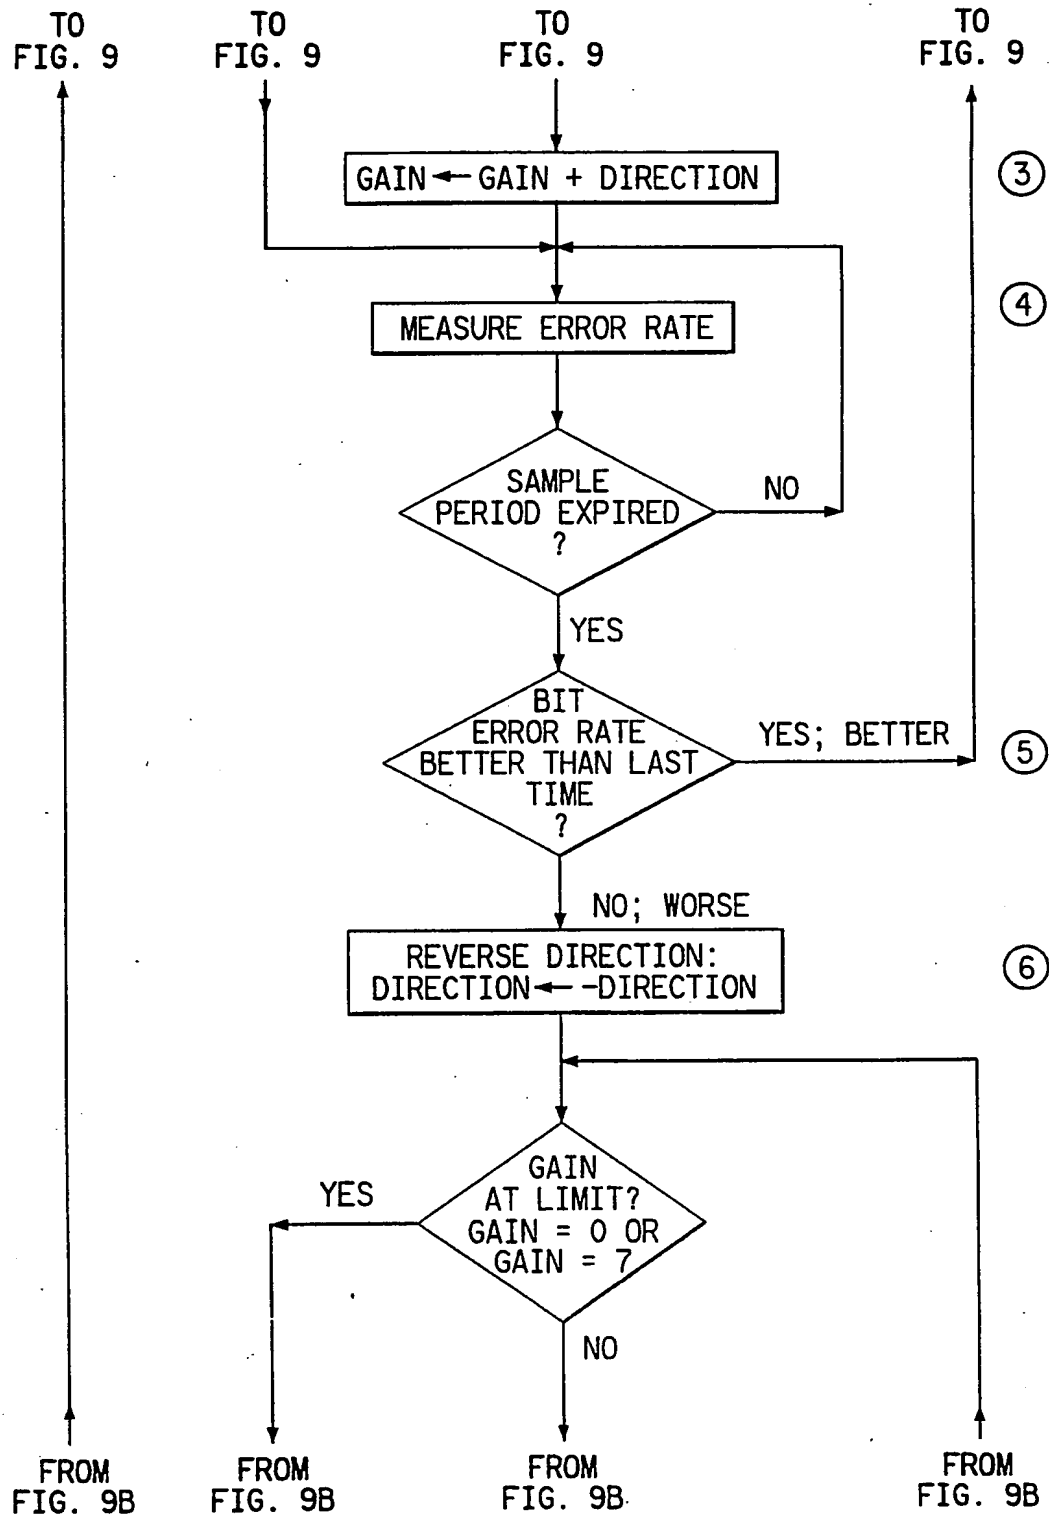 TO
FIG. 9
TO
FIG. 9
TO
FIG. 9
TO
FIG. 9
GAIN ← GAIN + DIRECTION
3
MEASURE ERROR RATE
4
SAMPLE
PERIOD EXPIRED
?
NO
YES
BIT
ERROR RATE
BETTER THAN LAST
TIME
?
YES; BETTER
5
NO; WORSE
REVERSE DIRECTION:
DIRECTION ← -DIRECTION
6
GAIN
AT LIMIT?
GAIN = 0 OR
GAIN = 7
YES
NO
FROM
FIG. 9B
FROM
FIG. 9B
FROM
FIG. 9B
FROM
FIG. 9B